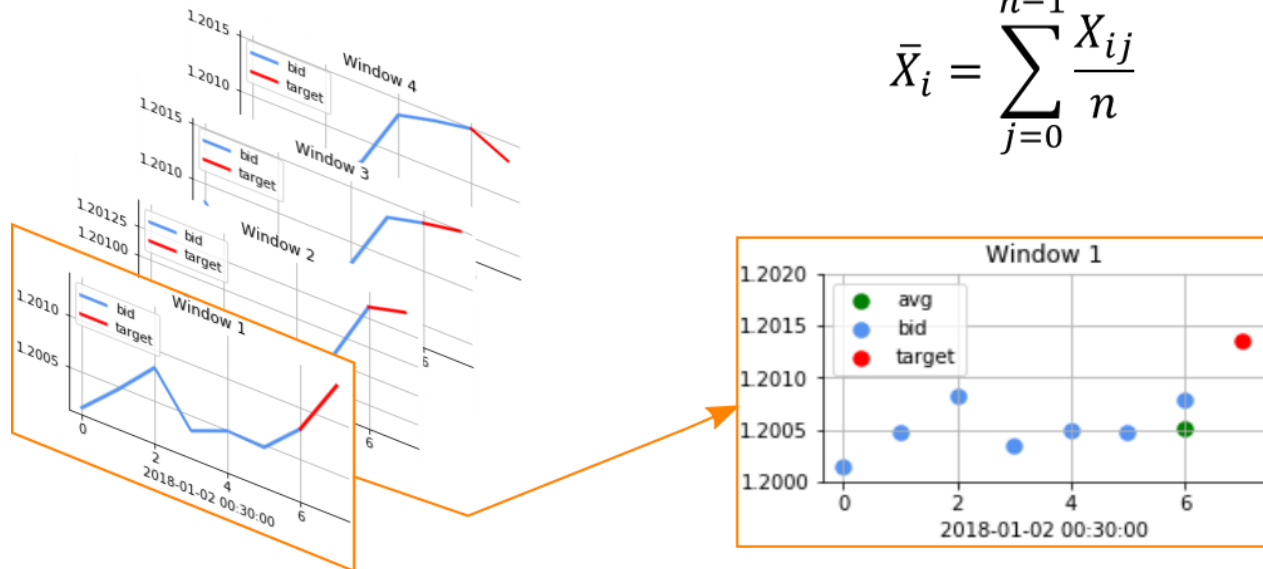 1.2015
1.2010
bid
target
Window 4
1.2015
1.2010
bid
target
Window 3
1.20125
1.20100
bid
target
Window 2
6
1.2010
1.2005
bid
target
Window 1
6
0
2
4
6
2018-01-02 00:30:00
n−1
X̄ᵢ = ∑ Xᵢⱼ / n
j=0
Window 1
1.2020
1.2015
1.2010
1.2005
1.2000
avg
bid
target
0
2
4
6
2018-01-02 00:30:00